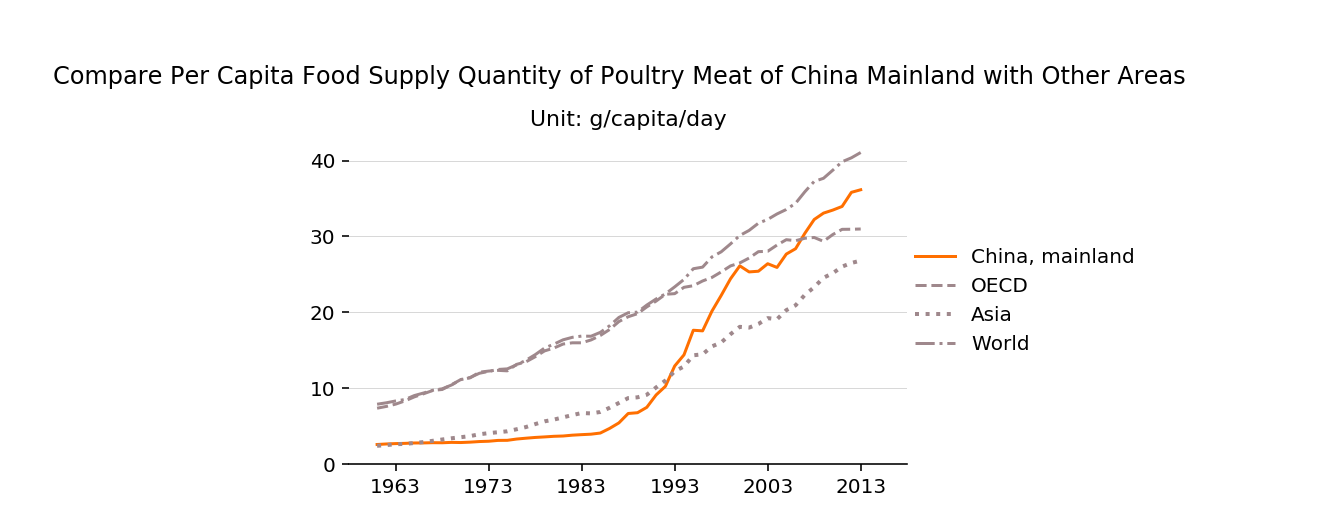 Compare Per Capita Food Supply Quantity of Poultry Meat of China Mainland with Other Areas
Unit: g/capita/day
40
30
20
10
0
1963 1973 1983 1993 2003 2013
China, mainland
OECD
Asia
World